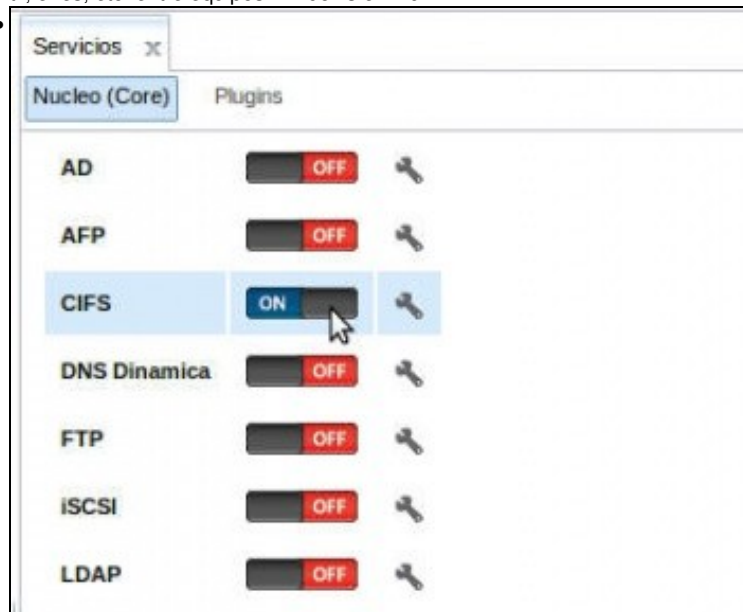 Servicios x
Nucleo (Core) Plugins
AD OFF
AFP OFF
CIFS ON
DNS Dinamica OFF
FTP OFF
iSCSI OFF
LDAP OFF